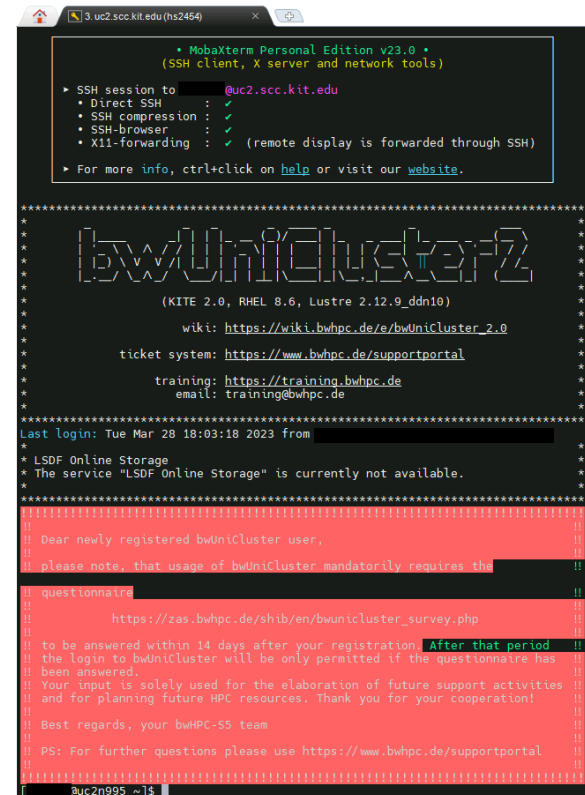 3. uc2.scc.kit.edu (hs2454)
• MobaXterm Personal Edition v23.0 •
(SSH client, X server and network tools)
➤ SSH session to @uc2.scc.kit.edu
• Direct SSH : ✔
• SSH compression : ✔
• SSH-browser : ✔
• X11-forwarding : ✔ (remote display is forwarded through SSH)
➤ For more info, ctrl+click on help or visit our website.
********************************************************************************
bwUniCluster2
* (KITE 2.0, RHEL 8.6, Lustre 2.12.9_ddn10) *
* wiki: https://wiki.bwhpc.de/e/bwUniCluster_2.0 *
* ticket system: https://www.bwhpc.de/supportportal *
* training: https://training.bwhpc.de *
* email: training@bwhpc.de *
********************************************************************************
Last login: Tue Mar 28 18:03:18 2023 from
*
* LSDF Online Storage *
* The service "LSDF Online Storage" is currently not available. *
*
********************************************************************************
!!!!!!!!!!!!!!!!!!!!!!!!!!!!!!!!!!!!!!!!!!!!!!!!!!!!!!!!!!!!!!!!!!!!!!!!!!!!!!!!
!! !!
!! Dear newly registered bwUniCluster user, !!
!! !!
!! please note, that usage of bwUniCluster mandatorily requires the !!
!! questionnaire !!
!! !!
!! https://zas.bwhpc.de/shib/en/bwunicluster_survey.php !!
!! !!
!! to be answered within 14 days after your registration. After that period !!
!! the login to bwUniCluster will be only permitted if the questionnaire has !!
!! been answered. !!
!! Your input is solely used for the elaboration of future support activities !!
!! and for planning future HPC resources. Thank you for your cooperation! !!
!! !!
!! Best regards, your bwHPC-S5 team !!
!! !!
!! PS: For further questions please use https://www.bwhpc.de/supportportal !!
!! !!
!!!!!!!!!!!!!!!!!!!!!!!!!!!!!!!!!!!!!!!!!!!!!!!!!!!!!!!!!!!!!!!!!!!!!!!!!!!!!!!!
[ @uc2n995 ~]$